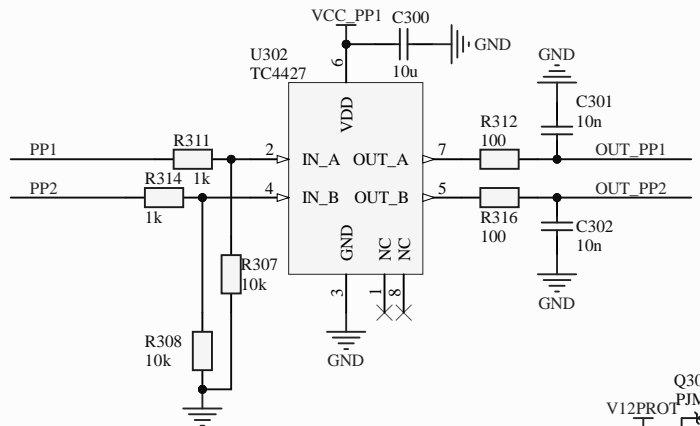 VCC_PP1
C300
GND
10u
U302
TC4427
6
VDD
GND
C301
10n
R312
100
R311
1k
PP1
2
IN_A
OUT_A
7
OUT_PP1
PP2
R314
1k
4
IN_B
OUT_B
5
OUT_PP2
R316
100
C302
10n
GND
GND
NC
NC
R307
10k
3
1
8
GND
R308
10k
V12PROT